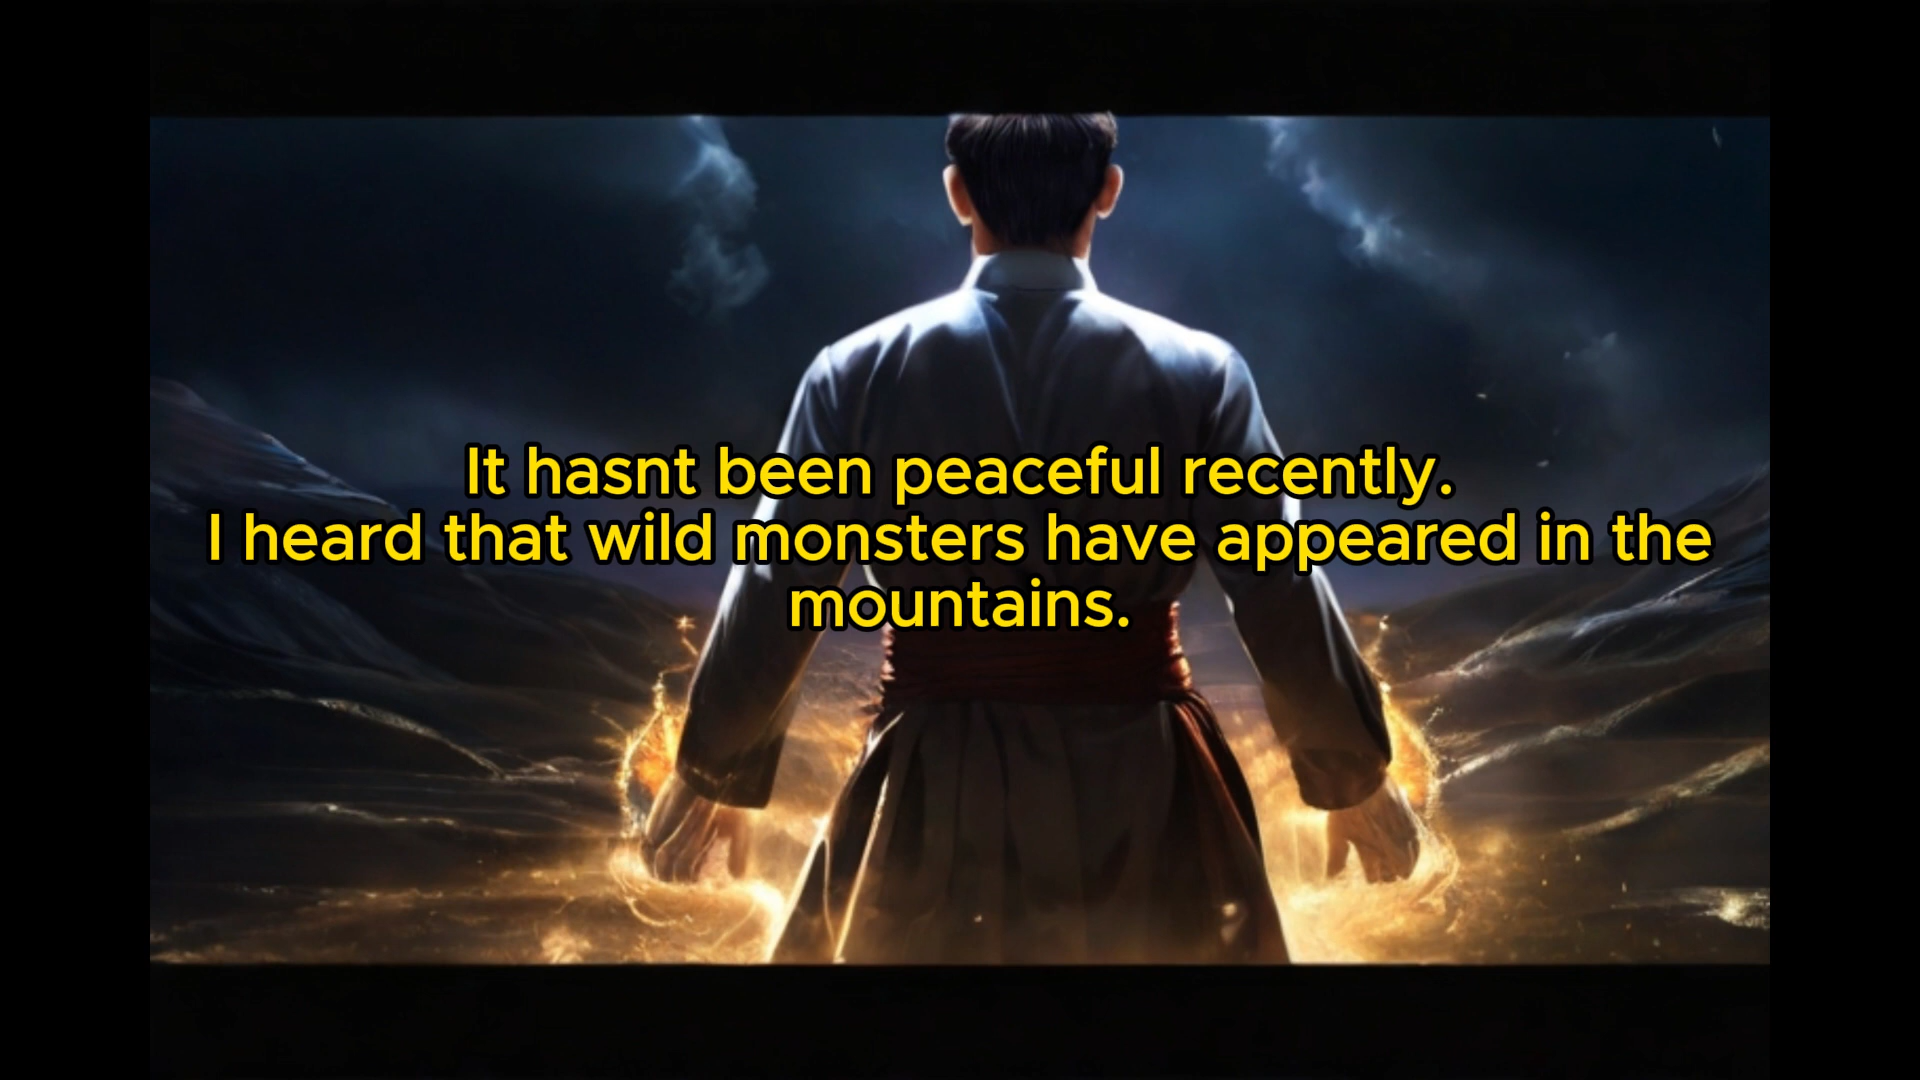 It hasnt been peaceful recently.
I heard that wild monsters have appeared in the
mountains.